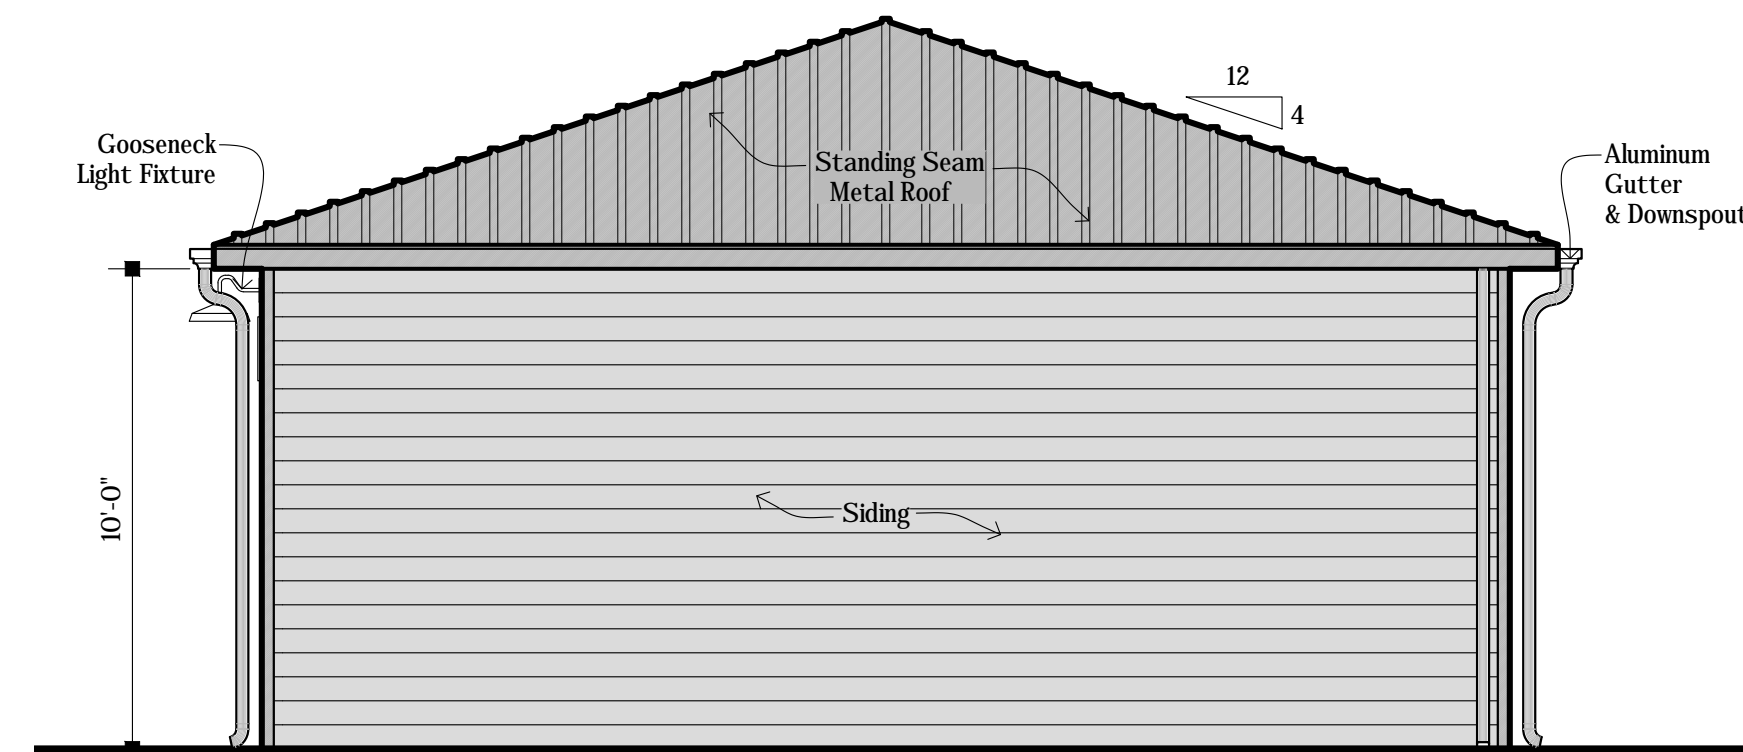 12
4
Gooseneck
Light Fixture
Standing Seam
Metal Roof
Aluminum
Gutter
& Downspout
10'-0"
Siding